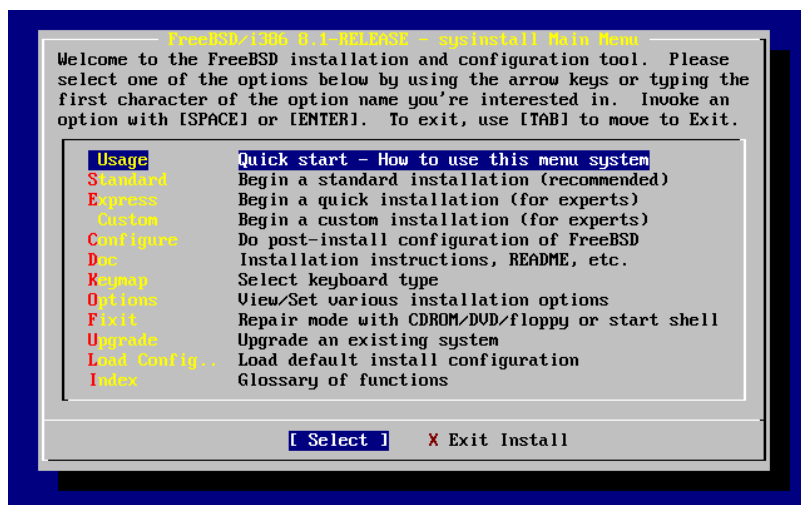 FreeBSD/i386 8.1-RELEASE - sysinstall Main Menu
Welcome to the FreeBSD installation and configuration tool. Please
select one of the options below by using the arrow keys or typing the
first character of the option name you're interested in. Invoke an
option with [SPACE] or [ENTER]. To exit, use [TAB] to move to Exit.
Usage Quick start - How to use this menu system
Standard Begin a standard installation (recommended)
Express Begin a quick installation (for experts)
Custom Begin a custom installation (for experts)
Configure Do post-install configuration of FreeBSD
Doc Installation instructions, README, etc.
Keymap Select keyboard type
Options View/Set various installation options
Fixit Repair mode with CDROM/DVD/floppy or start shell
Upgrade Upgrade an existing system
Load Config.. Load default install configuration
Index Glossary of functions
[ Select ] X Exit Install